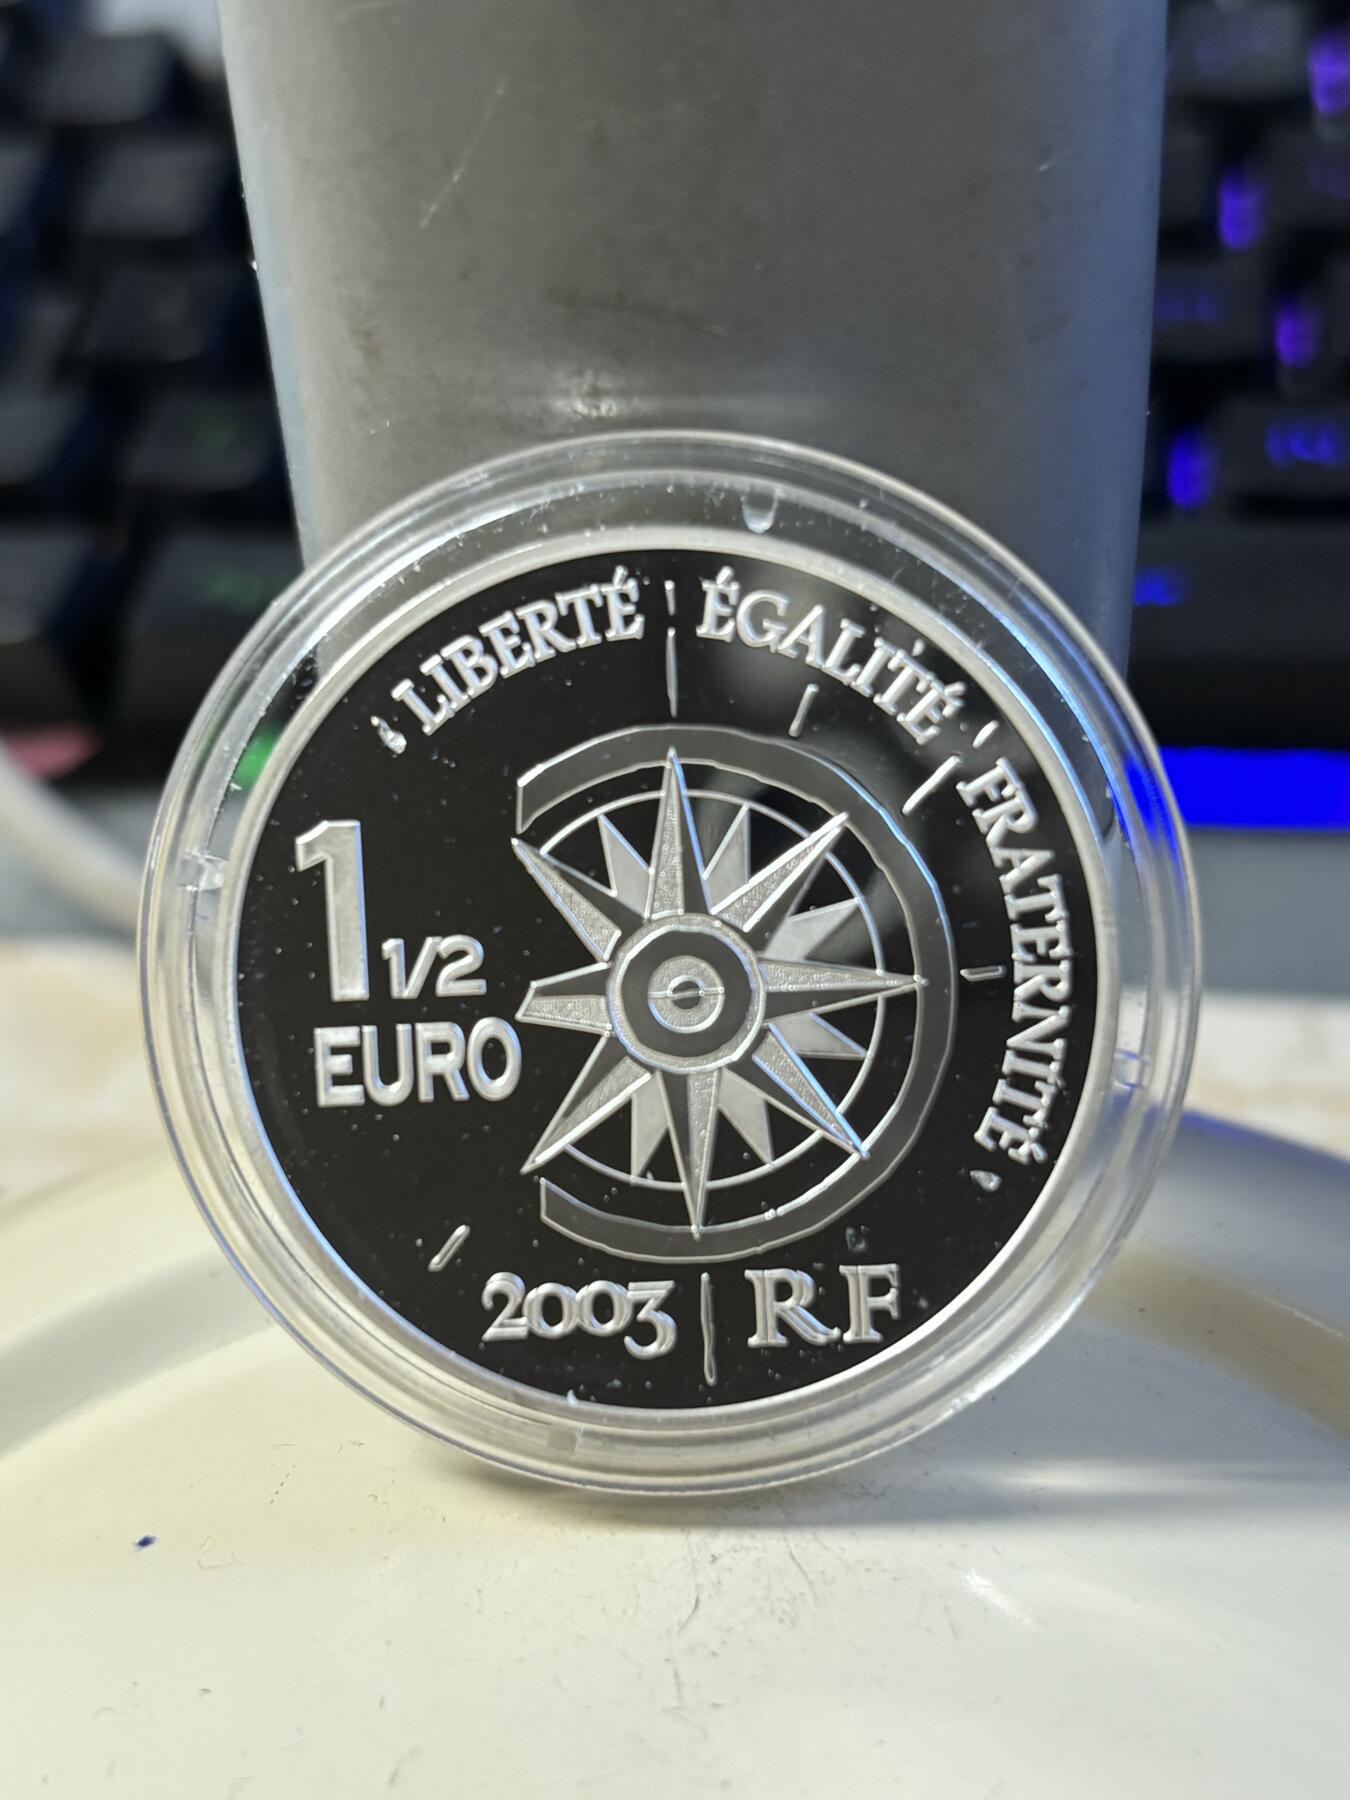 LIBERTÉ ÉGALITÉ FRATERNITÉ
1 1/2
EURO
2003 RF